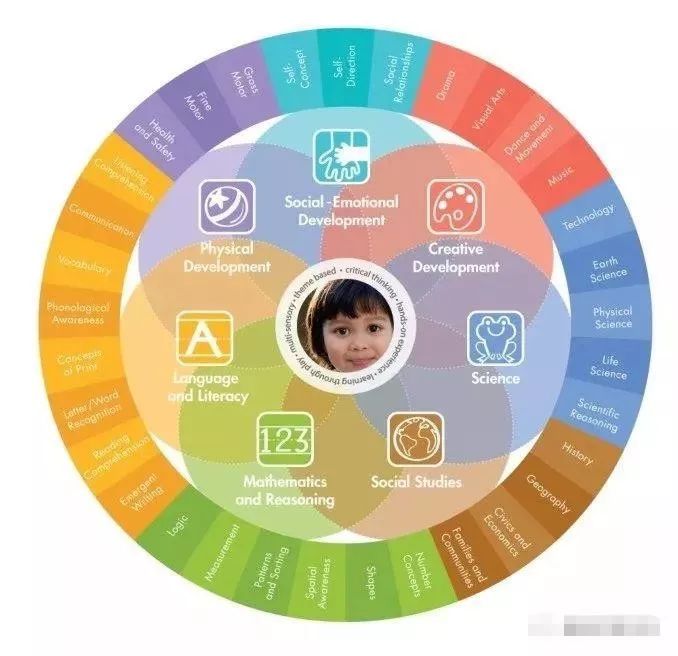 Self-
Concept
Self-
Direction
Social
Relationships
Drama
Visual Arts
Dance and
Movement
Music
Technology
Earth
Science
Physical
Science
Life
Science
Scientific
Reasoning
History
Geography
Civics and
Economics
Families and
Communities
Number
Concepts
Shapes
Spatial
Awareness
Patterns
and Sorting
Measurement
Logic
Emergent
Writing
Reading
Comprehension
Letter/Word
Recognition
Concepts
of Print
Phonological
Awareness
Vocabulary
Communication
Listening
Comprehension
Health
and Safety
Fine
Motor
Gross
Motor
Social-Emotional
Development
Creative
Development
Science
Social Studies
123
Mathematics
and Reasoning
A
Language
and Literacy
Physical
Development
theme based • critical thinking • hands-on experience • learning through play • multi-sensory •